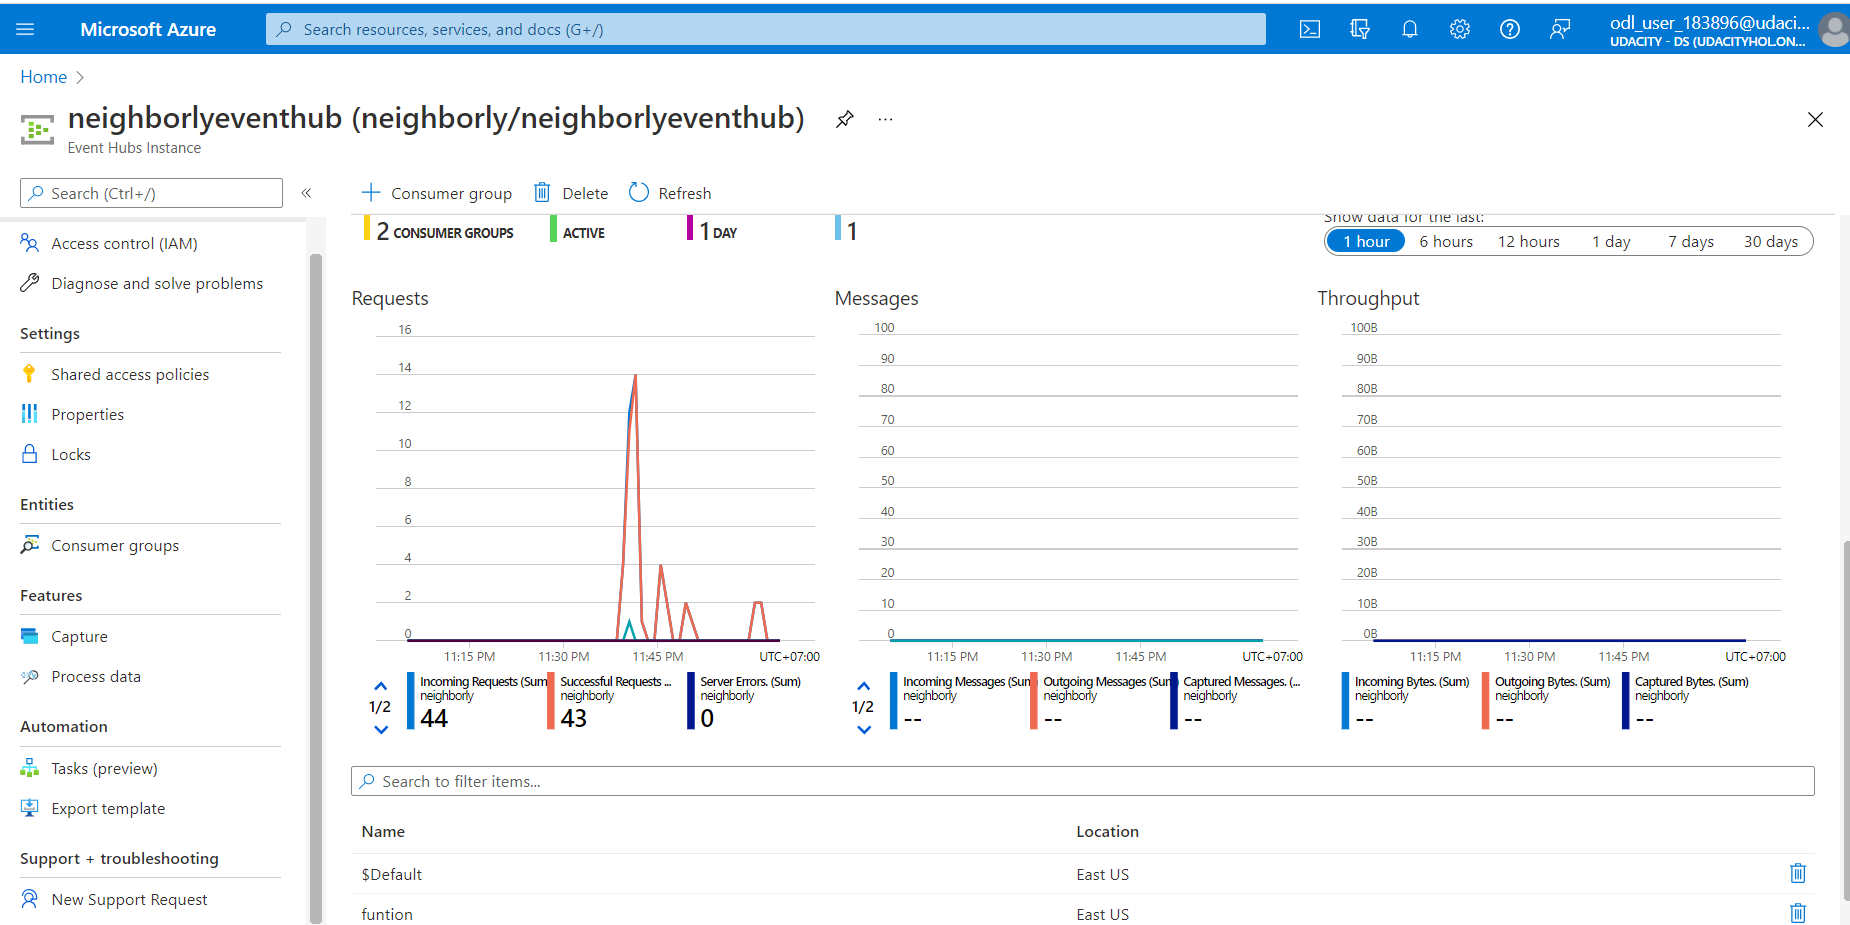 Microsoft Azure
Search resources, services, and docs (G+/)
odl_user_183896@udaci...
UDACITY - DS (UDACITYHOL.ON...
Home
neighborlyeventhub (neighborly/neighborlyeventhub)
...
Event Hubs Instance
Search (Ctrl+/)
«
Consumer group
Delete
Refresh
Access control (IAM)
Diagnose and solve problems
Settings
Shared access policies
Properties
Locks
Entities
Consumer groups
Features
Capture
Process data
Automation
Tasks (preview)
Export template
Support + troubleshooting
New Support Request
2 CONSUMER GROUPS
ACTIVE
1 DAY
1
Show data for the last:
1 hour
6 hours
12 hours
1 day
7 days
30 days
Requests
16
14
12
10
8
6
4
2
0
11:15 PM
11:30 PM
11:45 PM
UTC+07:00
1/2
Incoming Requests (Sum
neighborly
44
Successful Requests ...
neighborly
43
Server Errors. (Sum)
neighborly
0
Messages
100
90
80
70
60
50
40
30
20
10
0
11:15 PM
11:30 PM
11:45 PM
UTC+07:00
1/2
Incoming Messages (Sum
neighborly
--
Outgoing Messages (Sum
neighborly
--
Captured Messages. (...
neighborly
--
Throughput
100B
90B
80B
70B
60B
50B
40B
30B
20B
10B
0B
11:15 PM
11:30 PM
11:45 PM
UTC+07:00
Incoming Bytes. (Sum)
neighborly
--
Outgoing Bytes. (Sum)
neighborly
--
Captured Bytes. (Sum)
neighborly
--
Search to filter items...
Name
Location
$Default
East US
funtion
East US